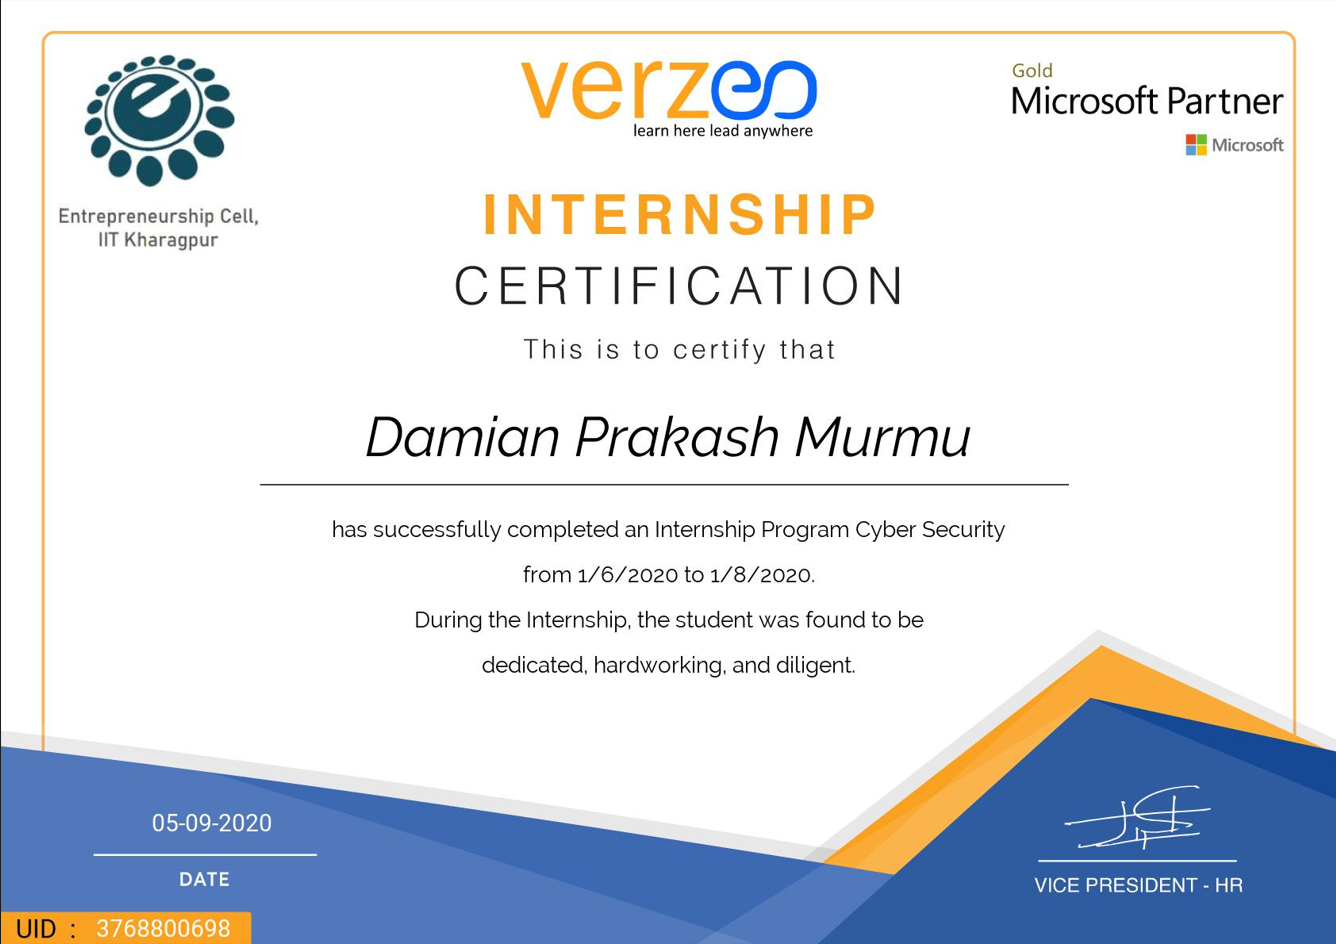 Entrepreneurship Cell,
IIT Kharagpur
verzeo
learn here lead anywhere
Gold
Microsoft Partner
Microsoft
INTERNSHIP
CERTIFICATION
This is to certify that
Damian Prakash Murmu
has successfully completed an Internship Program Cyber Security
from 1/6/2020 to 1/8/2020.
During the Internship, the student was found to be
dedicated, hardworking, and diligent.
05-09-2020
DATE
VICE PRESIDENT - HR
UID : 3768800698